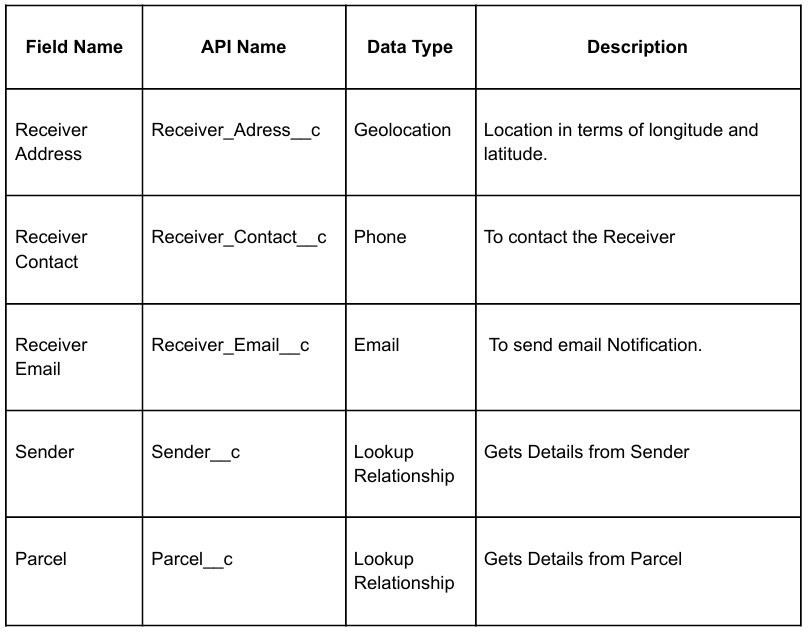 Field Name API Name Data Type Description
Receiver Receiver_Adress__c Geolocation Location in terms of longitude and
Address latitude.
Receiver Receiver_Contact__c Phone To contact the Receiver
Contact
Receiver Receiver_Email__c Email To send email Notification.
Email
Sender Sender__c Lookup Gets Details from Sender
Relationship
Parcel Parcel__c Lookup Gets Details from Parcel
Relationship